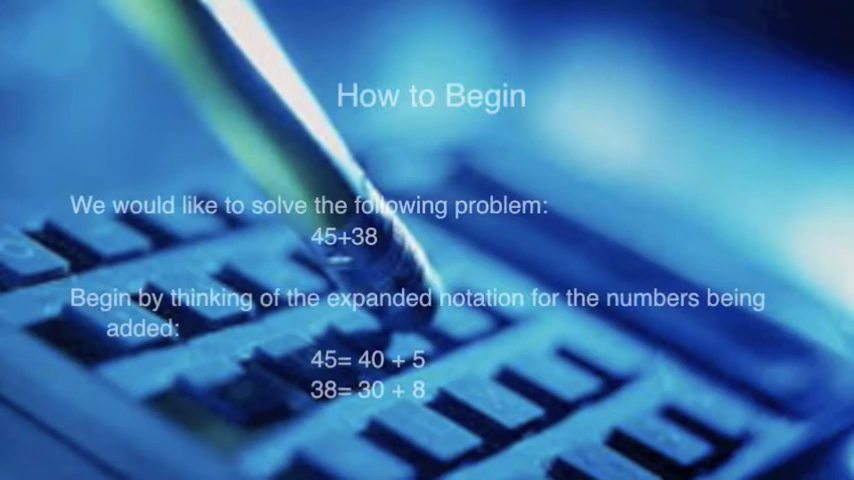 How to Begin
We would like to solve the following problem:
45+38
Begin by thinking of the expanded notation for the numbers being
added:
45= 40 + 5
38= 30 + 8